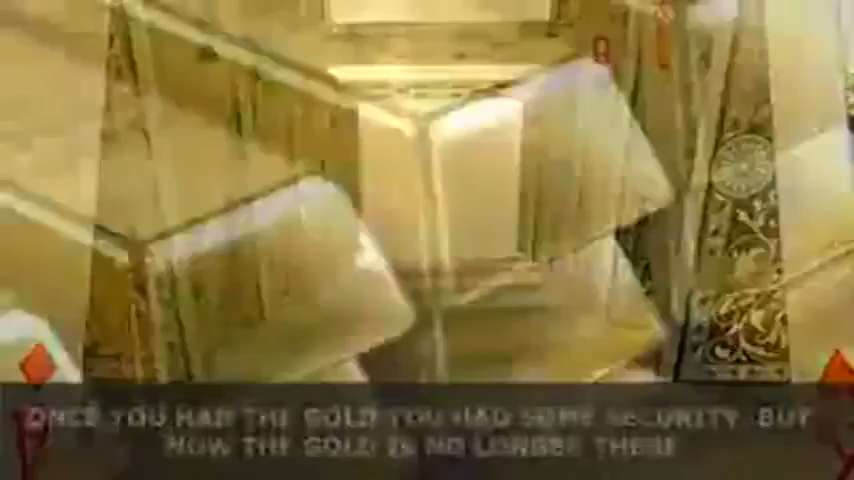 ONCE YOU HAD THE GOLD YOU HAD SOME SECURITY BUT
NOW THE GOLD IS NO LONGER THERE